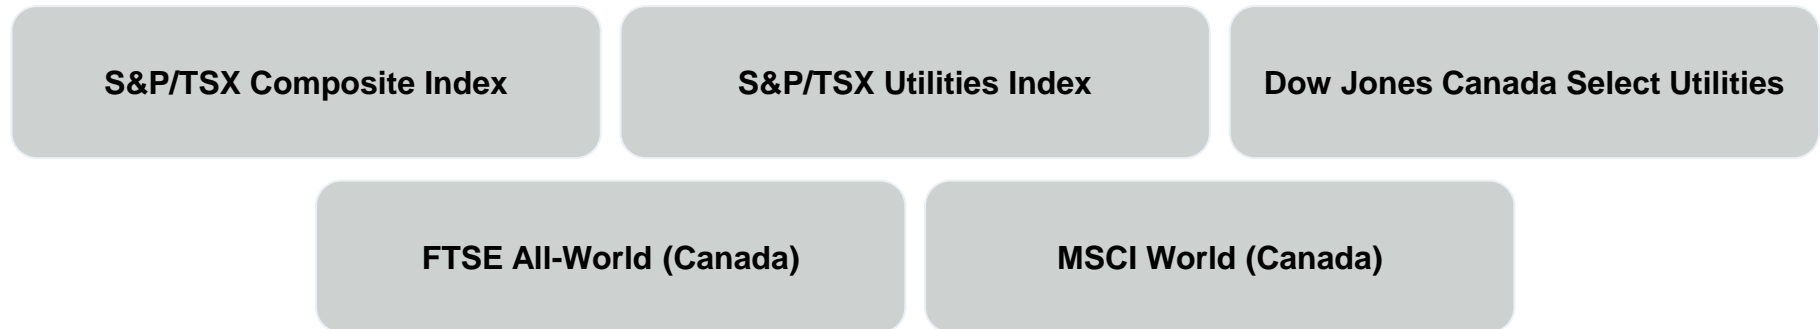 S&P/TSX Composite Index
S&P/TSX Utilities Index
Dow Jones Canada Select Utilities
FTSE All-World (Canada)
MSCI World (Canada)